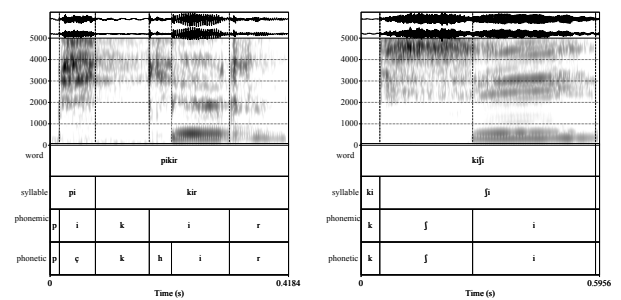 5000
4000
3000
2000
1000
0
word
pikir
syllable
pi kir
phonemic
p i k i r
phonetic
p ç k h i r
0 0.4184
Time (s)
5000
4000
3000
2000
1000
0
word
kiʃi
syllable
ki ʃi
phonemic
k ʃ i
phonetic
k ʃ i
0 0.5956
Time (s)